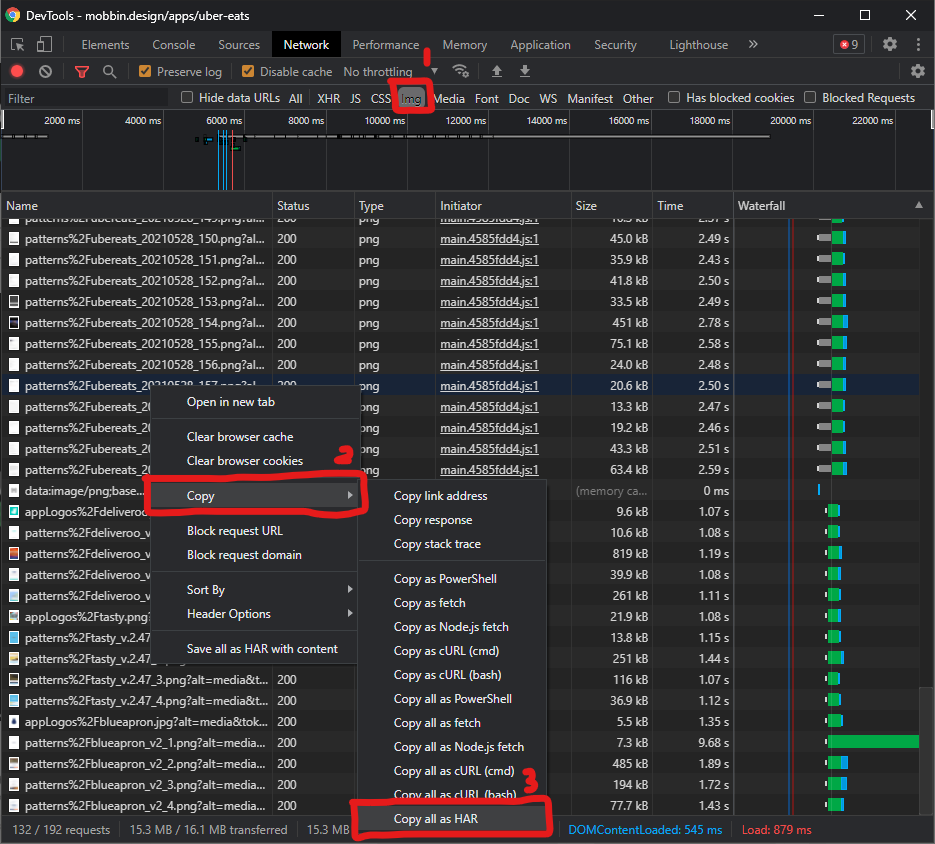 DevTools - mobbin.design/apps/uber-eats
Elements Console Sources Network Performance Memory Application Security Lighthouse » 9
Preserve log Disable cache No throttling
1
Filter Hide data URLs All XHR JS CSS Img Media Font Doc WS Manifest Other Has blocked cookies Blocked Requests
2000 ms 4000 ms 6000 ms 8000 ms 10000 ms 12000 ms 14000 ms 16000 ms 18000 ms 20000 ms 22000 ms
Name Status Type Initiator Size Time Waterfall
patterns%2Fubereats_20210528_149.png?al... 200 png main.4585fdd4.js:1
patterns%2Fubereats_20210528_150.png?al... 200 png main.4585fdd4.js:1 45.0 kB 2.49 s
patterns%2Fubereats_20210528_151.png?al... 200 png main.4585fdd4.js:1 35.9 kB 2.43 s
patterns%2Fubereats_20210528_152.png?al... 200 png main.4585fdd4.js:1 41.8 kB 2.50 s
patterns%2Fubereats_20210528_153.png?al... 200 png main.4585fdd4.js:1 33.5 kB 2.49 s
patterns%2Fubereats_20210528_154.png?al... 200 png main.4585fdd4.js:1 451 kB 2.78 s
patterns%2Fubereats_20210528_155.png?al... 200 png main.4585fdd4.js:1 75.1 kB 2.58 s
patterns%2Fubereats_20210528_156.png?al... 200 png main.4585fdd4.js:1 24.0 kB 2.48 s
patterns%2Fubereats_20210528_157.png?al... 200 png main.4585fdd4.js:1 20.6 kB 2.50 s
patterns%2Fubereats_20 main.4585fdd4.js:1 13.3 kB 2.47 s
patterns%2Fubereats_20 main.4585fdd4.js:1 19.2 kB 2.46 s
patterns%2Fubereats_20 main.4585fdd4.js:1 43.3 kB 2.51 s
patterns%2Fubereats_20 png main.4585fdd4.js:1 63.4 kB 2.59 s
data:image/png;base... (memory ca... 0 ms
appLogos%2Fdeliveroo 9.6 kB 1.07 s
patterns%2Fdeliveroo_v 10.6 kB 1.08 s
patterns%2Fdeliveroo_v 819 kB 1.19 s
patterns%2Fdeliveroo_v 39.9 kB 1.08 s
patterns%2Fdeliveroo_v 261 kB 1.11 s
appLogos%2Ftasty.png? 21.9 kB 1.08 s
patterns%2Ftasty_v.2.47 13.8 kB 1.15 s
patterns%2Ftasty_v.2.47 251 kB 1.44 s
patterns%2Ftasty_v.2.47_3.png?alt=media&t... 200 116 kB 1.07 s
patterns%2Ftasty_v.2.47_4.png?alt=media&t... 200 36.9 kB 1.12 s
appLogos%2Fblueapron.jpg?alt=media&tok... 200 5.5 kB 1.35 s
patterns%2Fblueapron_v2_1.png?alt=media... 200 7.3 kB 9.68 s
patterns%2Fblueapron_v2_2.png?alt=media... 200 485 kB 1.89 s
patterns%2Fblueapron_v2_3.png?alt=media... 200 194 kB 1.72 s
patterns%2Fblueapron_v2_4.png?alt=media... 200 77.7 kB 1.43 s
Open in new tab
Clear browser cache
Clear browser cookies
2
Copy
Block request URL
Block request domain
Sort By
Header Options
Save all as HAR with content
Copy link address
Copy response
Copy stack trace
Copy as PowerShell
Copy as fetch
Copy as Node.js fetch
Copy as cURL (cmd)
Copy as cURL (bash)
Copy all as PowerShell
Copy all as fetch
Copy all as Node.js fetch
Copy all as cURL (cmd)
3
Copy all as cURL (bash)
Copy all as HAR
132 / 192 requests 15.3 MB / 16.1 MB transferred 15.3 MB DOMContentLoaded: 545 ms Load: 879 ms